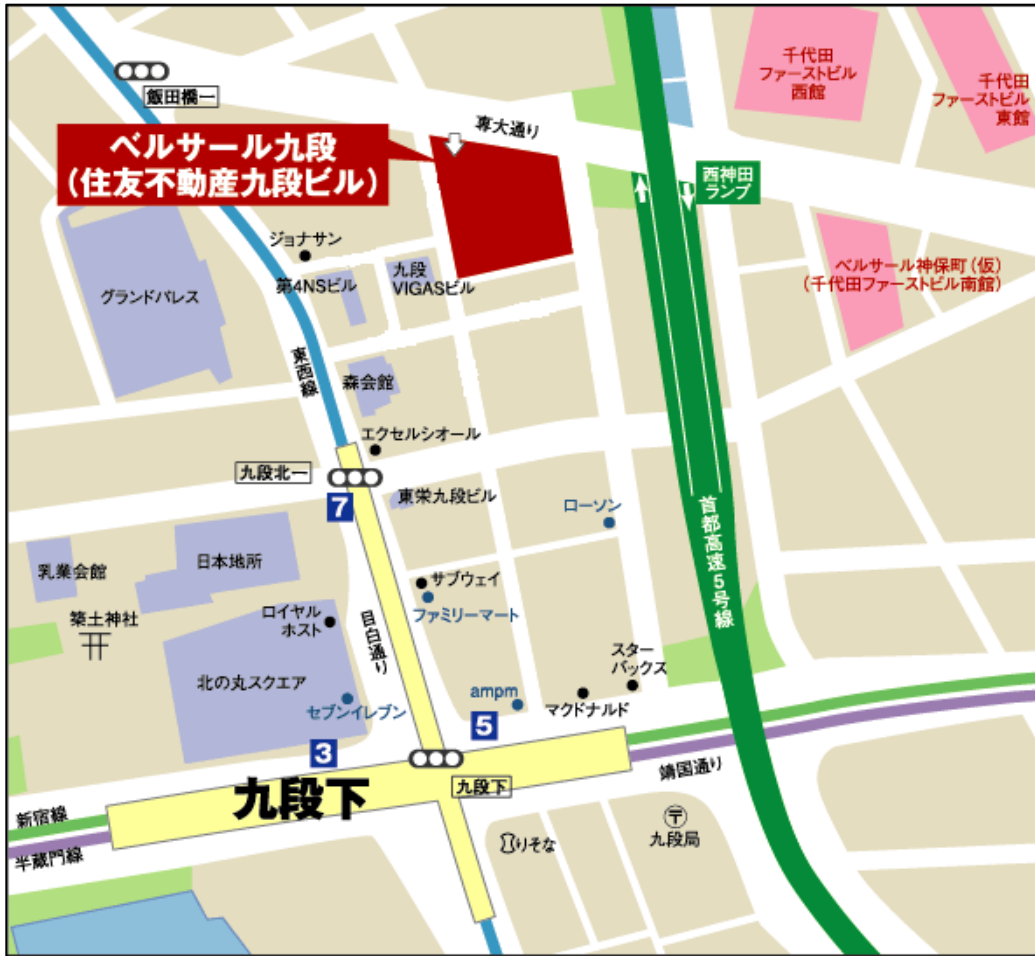 千代田
ファーストビル
西館
千代田
ファーストビル
東館
飯田橋一
専大通り
ベルサール九段
(住友不動産九段ビル)
西神田
ランプ
ジョナサン
第4NSビル
九段
VIGASビル
グランドパレス
ベルサール神保町(仮)
(千代田ファーストビル南館)
東西線
森会館
エクセルシオール
九段北一
7
東栄九段ビル
ローソン
首都高速5号線
乳業会館
日本地所
サブウェイ
ファミリーマート
築土神社
ロイヤル
ホスト
目白通り
スター
バックス
北の丸スクエア
セブンイレブン
ampm
マクドナルド
5
3
九段下
九段下
靖国通り
新宿線
半蔵門線
りそな
〒
九段局